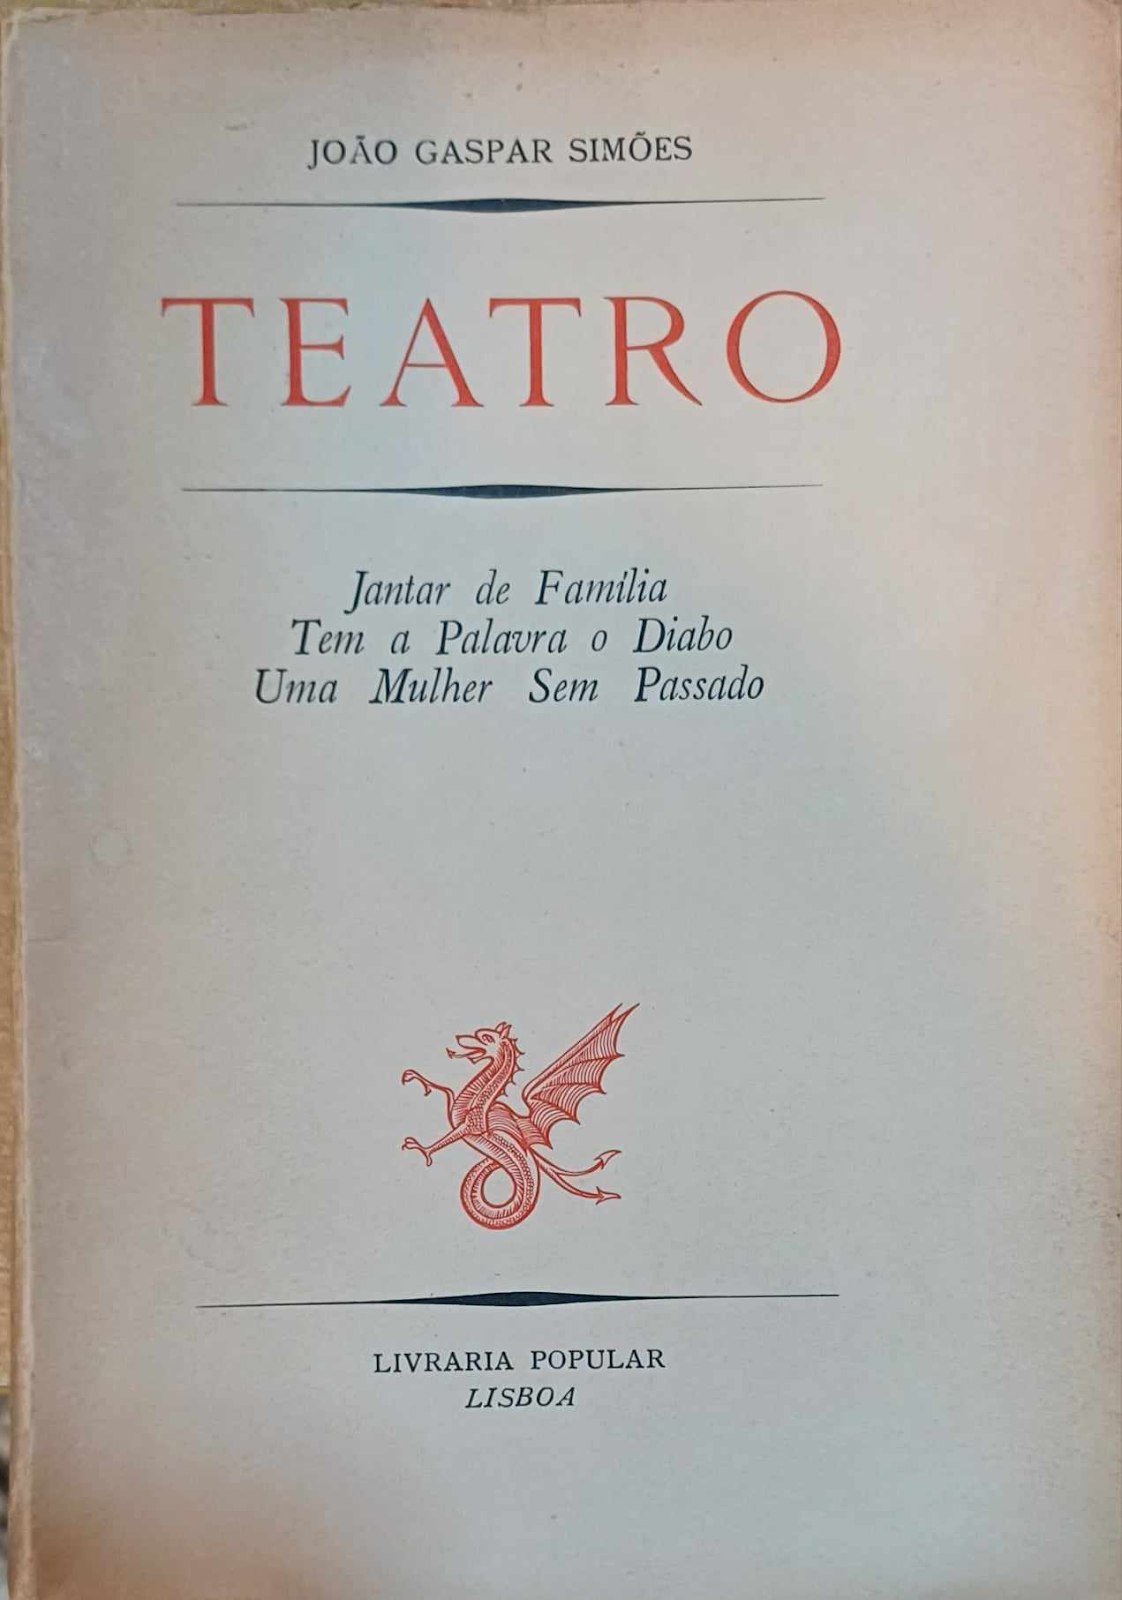 JOÃO GASPAR SIMÕES
TEATRO
Jantar de Família
Tem a Palavra o Diabo
Uma Mulher Sem Passado
LIVRARIA POPULAR
LISBOA